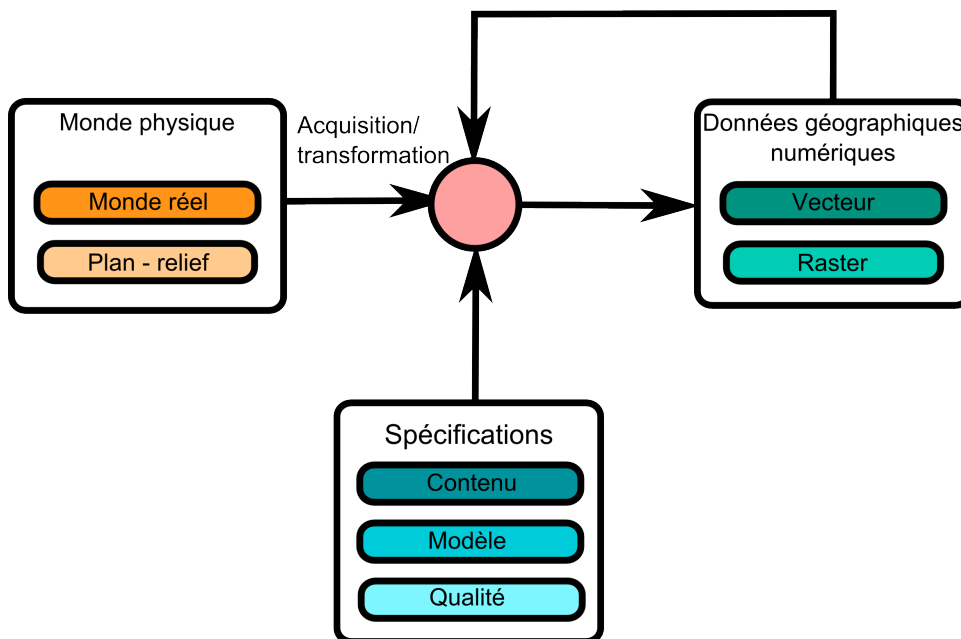 Monde physique
Monde réel
Plan - relief
Acquisition/
transformation
Données géographiques
numériques
Vecteur
Raster
Spécifications
Contenu
Modèle
Qualité